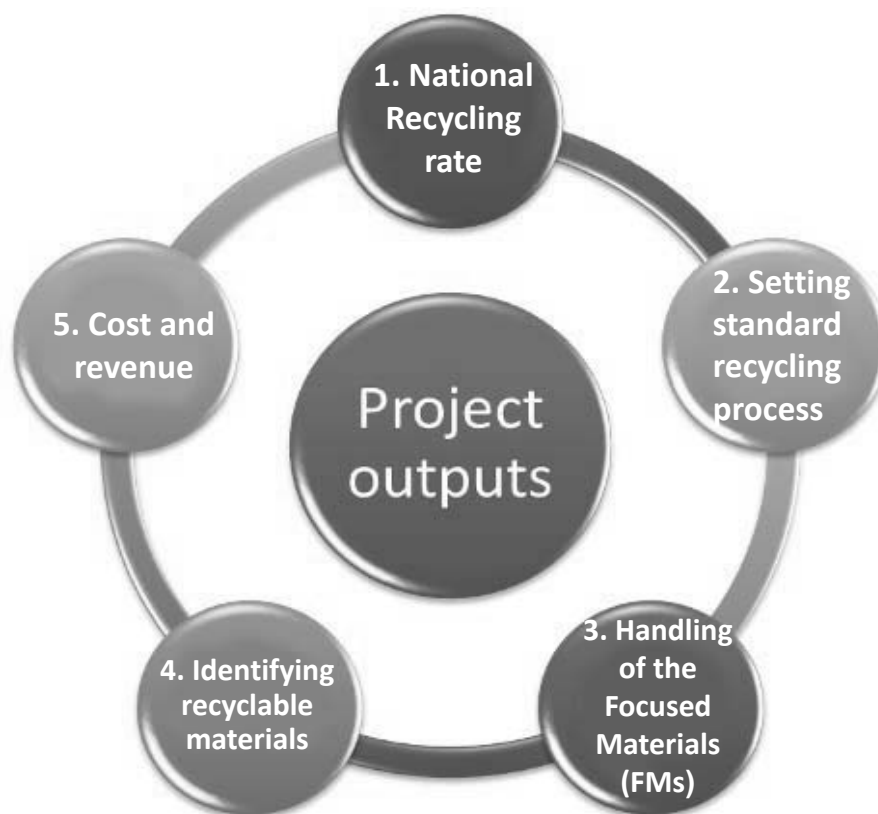 1. National
Recycling
rate
2. Setting
standard
recycling
process
3. Handling
of the
Focused
Materials
(FMs)
4. Identifying
recyclable
materials
5. Cost and
revenue
Project
outputs